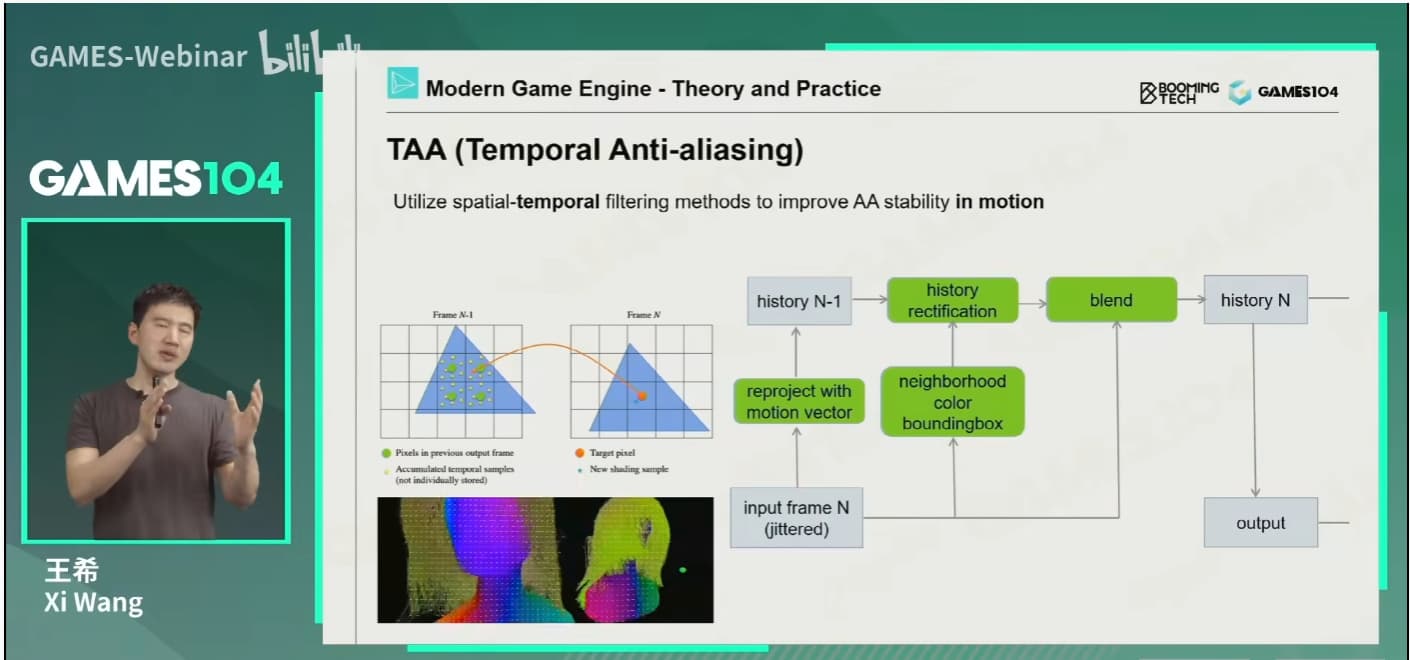 GAMES-Webinar
bilibili
GAMES104
王希
Xi Wang
Modern Game Engine - Theory and Practice
BOOMING
TECH
GAMES104
TAA (Temporal Anti-aliasing)
Utilize spatial-temporal filtering methods to improve AA stability in motion
Frame N-1
Frame N
Pixels in previous output frame
Accumulated temporal samples
(not individually stored)
Target pixel
New shading sample
history N-1
history
rectification
blend
history N
reproject with
motion vector
neighborhood
color
boundingbox
input frame N
(jittered)
output